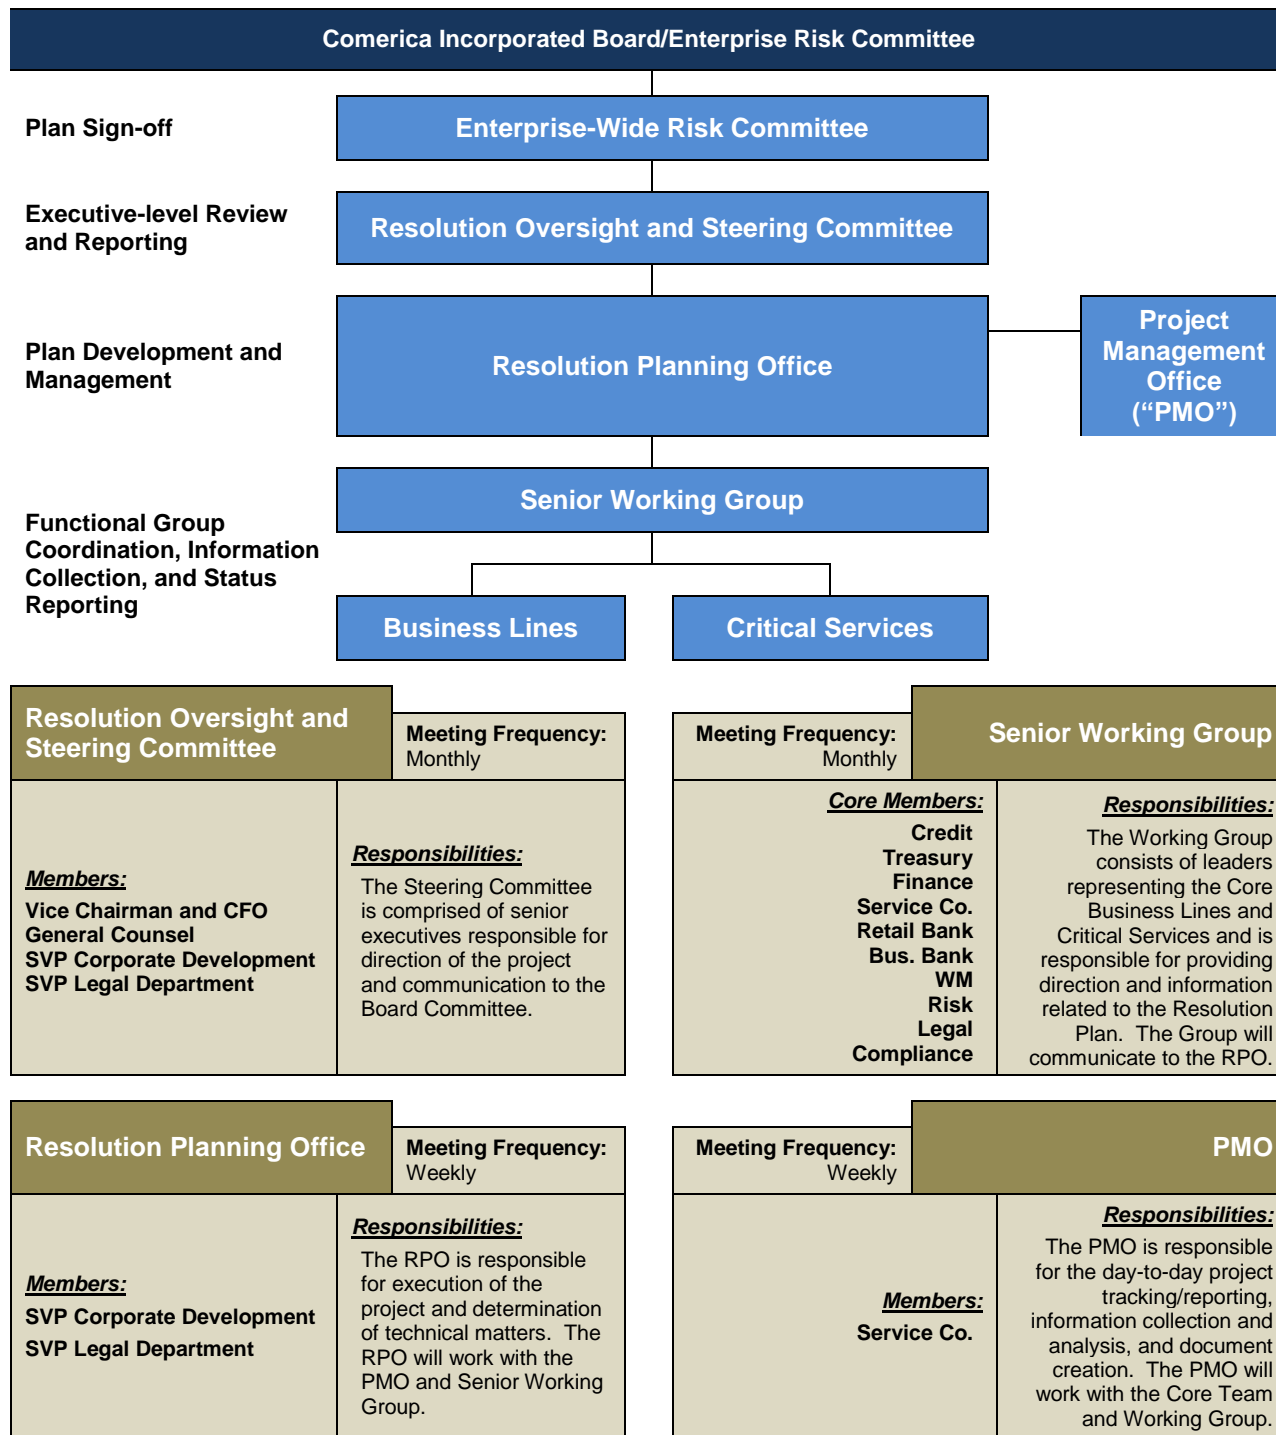 Comerica Incorporated Board/Enterprise Risk Committee
Plan Sign-off
Enterprise-Wide Risk Committee
Executive-level Review
and Reporting
Resolution Oversight and Steering Committee
Plan Development and
Management
Resolution Planning Office
Project
Management
Office
(“PMO”)
Functional Group
Coordination, Information
Collection, and Status
Reporting
Senior Working Group
Business Lines
Critical Services
Resolution Oversight and
Steering Committee
Meeting Frequency:
Monthly
Members:
Vice Chairman and CFO
General Counsel
SVP Corporate Development
SVP Legal Department
Responsibilities:
The Steering Committee
is comprised of senior
executives responsible for
direction of the project
and communication to the
Board Committee.
Meeting Frequency:
Monthly
Senior Working Group
Core Members:
Credit
Treasury
Finance
Service Co.
Retail Bank
Bus. Bank
WM
Risk
Legal
Compliance
Responsibilities:
The Working Group
consists of leaders
representing the Core
Business Lines and
Critical Services and is
responsible for providing
direction and information
related to the Resolution
Plan. The Group will
communicate to the RPO.
Resolution Planning Office
Meeting Frequency:
Weekly
Members:
SVP Corporate Development
SVP Legal Department
Responsibilities:
The RPO is responsible
for execution of the
project and determination
of technical matters. The
RPO will work with the
PMO and Senior Working
Group.
Meeting Frequency:
Weekly
PMO
Members:
Service Co.
Responsibilities:
The PMO is responsible
for the day-to-day project
tracking/reporting,
information collection and
analysis, and document
creation. The PMO will
work with the Core Team
and Working Group.